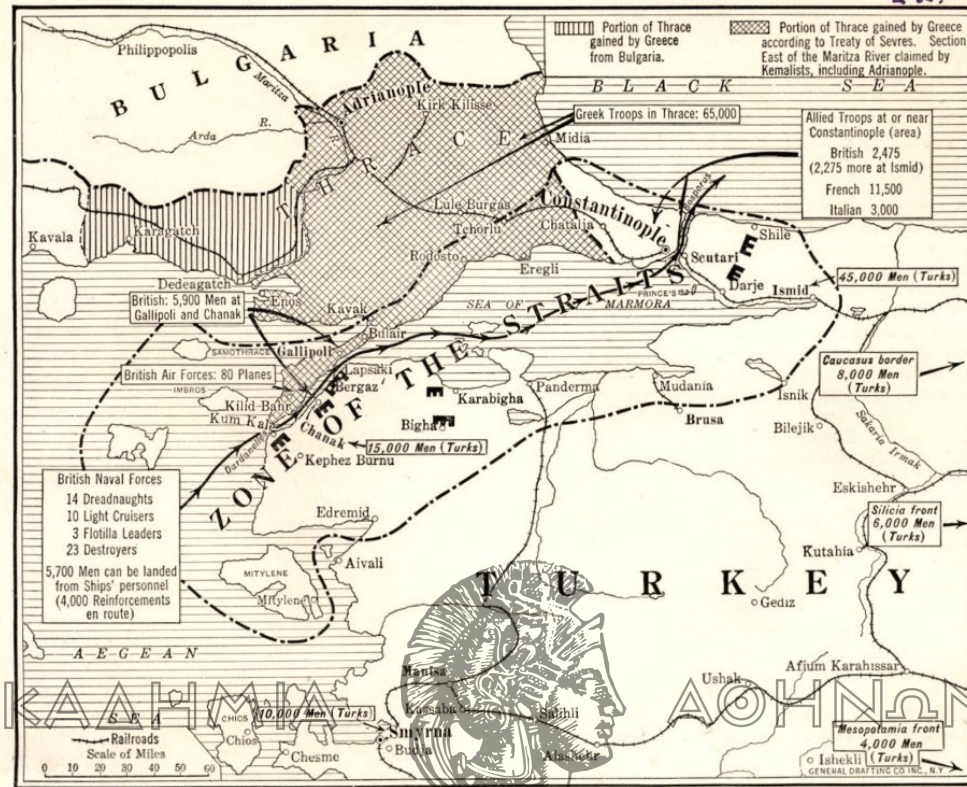 Portion of Thrace
gained by Greece
from Bulgaria.
Portion of Thrace gained by Greece
according to Treaty of Sevres. Section
East of the Maritza River claimed by
Kemalists, including Adrianople.
BULGARIA
Philippopolis
Maritza
Arda R.
BLACK SEA
Adrianople
Kirk Kilisse
Greek Troops in Thrace: 65,000
Midia
Allied Troops at or near
Constantinople (area)
British 2,475
(2,275 more at Ismid)
French 11,500
Italian 3,000
THRACE
Lule Burgas
Tchorlu
Chatalja
Constantinople
Bosporus
Shile
Kavala
Karagatch
Rodosto
Eregli
Scutari
Dedeagatch
Darje
Ismid
45,000 Men (Turks)
PRINCE'S ISD
British: 5,900 Men at
Gallipoli and Chanak
Enos
Kavak
SEA OF MARMORA
Bulair
SAMOTHRACE
Gallipoli
Lapsaki
British Air Forces: 80 Planes
Bergaz
IMBROS
Karabigha
Panderma
Mudania
Isnik
Caucasus border
8,000 Men
(Turks)
Kilid Bahr
Kum Kale
Chanak
Bigha
Brusa
Bilejik
Sakaria Irmak
15,000 Men (Turks)
Dardanelles
Kephez Burnu
ZONE OF THE STRAITS
British Naval Forces
14 Dreadnaughts
10 Light Cruisers
3 Flotilla Leaders
23 Destroyers
5,700 Men can be landed
from Ships' personnel
(4,000 Reinforcements
en route)
Eskishehr
Edremid
Silicia front
6,000 Men
(Turks)
Aivali
Kutahia
MITYLENE
Mitylene
TURKEY
Gediz
AEGEAN
SEA
Manisa
Ushak
Afium Karahissar
ΑΚΑΔΗΜΙΑ
ΑΘΗΝΩΝ
CHIOS
Chios
10,000 Men (Turks)
Kassaba
Salihli
Smyrna
Budja
Alashehr
Chesme
Mesopotamia front
4,000 Men
(Turks)
Ishekli
Railroads
Scale of Miles
0 10 20 30 40 50 60
GENERAL DRAFTING CO INC., N.Y.